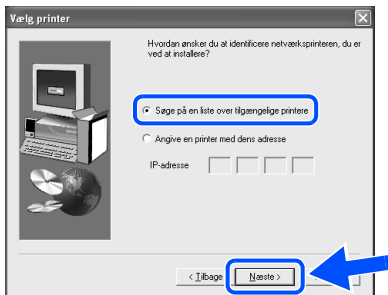 Vælg printer
Hvordan ønsker du at identificere netværksprinteren, du er
ved at installere?
Søge på en liste over tilgængelige printere
Angive en printer med dens adresse
IP-adresse
< Tilbage
Næste >